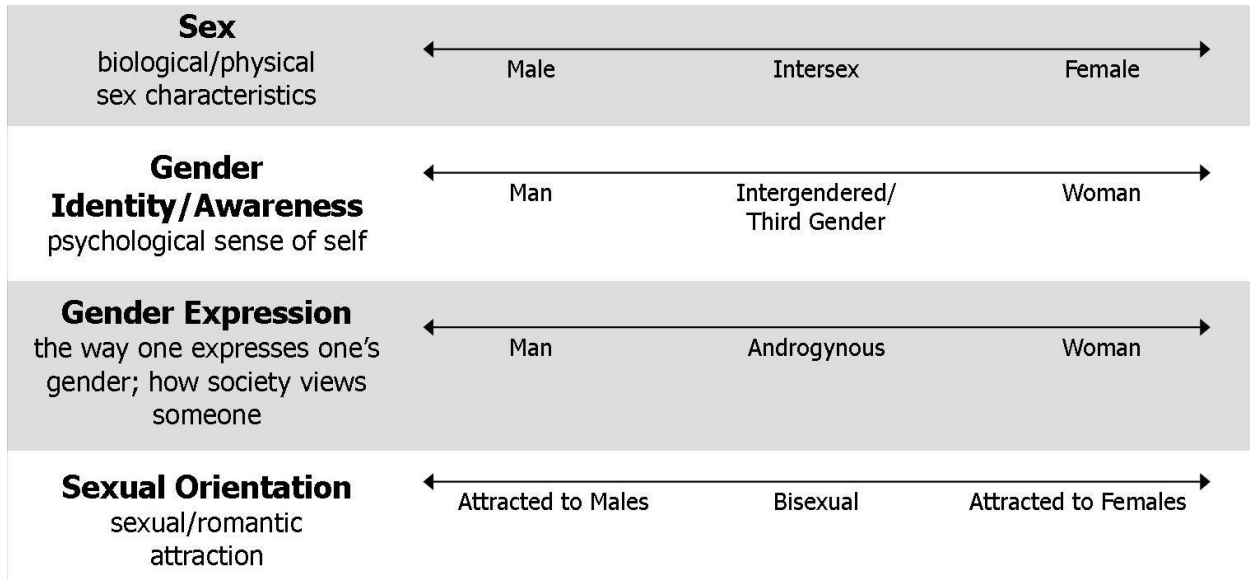 Sex
biological/physical
sex characteristics
Male Intersex Female
Gender
Identity/Awareness
psychological sense of self
Man Intergendered/ Woman
Third Gender
Gender Expression
the way one expresses one’s
gender; how society views
someone
Man Androgynous Woman
Sexual Orientation
sexual/romantic
attraction
Attracted to Males Bisexual Attracted to Females